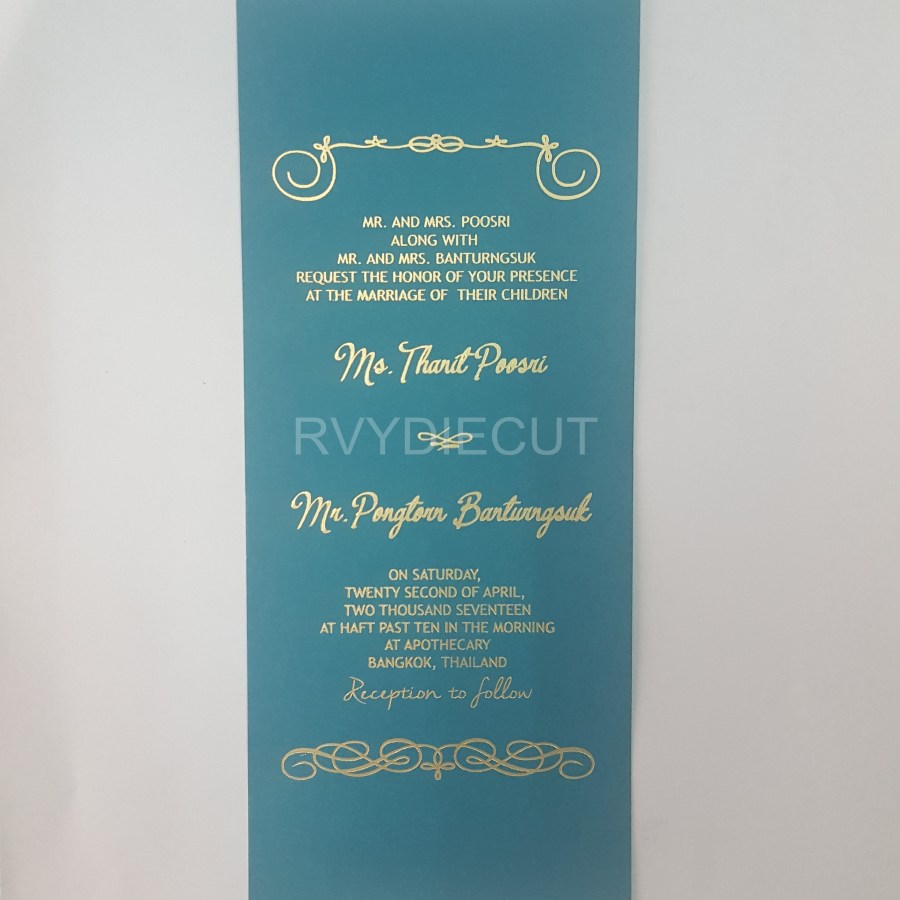 MR. AND MRS. POOSRI
ALONG WITH
MR. AND MRS. BANTURNGSUK
REQUEST THE HONOR OF YOUR PRESENCE
AT THE MARRIAGE OF THEIR CHILDREN
Ms. Thanit Poosri
RVYDIECUT
Mr. Pongtorn Banturngsuk
ON SATURDAY,
TWENTY SECOND OF APRIL,
TWO THOUSAND SEVENTEEN
AT HAFT PAST TEN IN THE MORNING
AT APOTHECARY
BANGKOK, THAILAND
Reception to follow